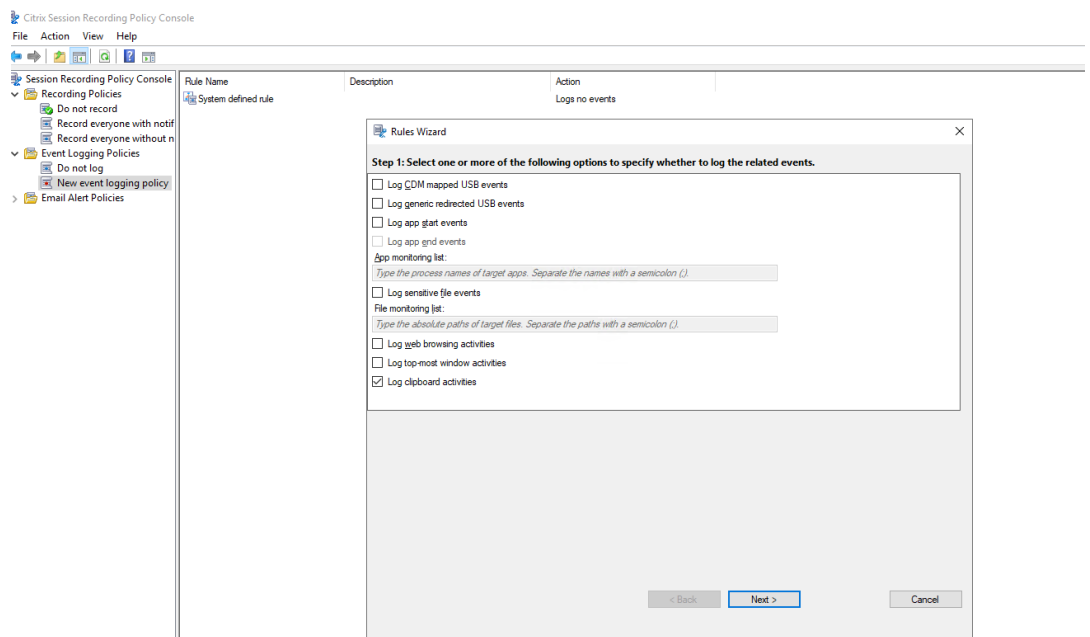 Citrix Session Recording Policy Console
File Action View Help
Session Recording Policy Console
Recording Policies
Do not record
Record everyone with notif
Record everyone without n
Event Logging Policies
Do not log
New event logging policy
Email Alert Policies
Rule Name Description Action
System defined rule Logs no events
Rules Wizard
Step 1: Select one or more of the following options to specify whether to log the related events.
Log CDM mapped USB events
Log generic redirected USB events
Log app start events
Log app end events
App monitoring list:
Type the process names of target apps. Separate the names with a semicolon (;).
Log sensitive file events
File monitoring list:
Type the absolute paths of target files. Separate the paths with a semicolon (;).
Log web browsing activities
Log top-most window activities
Log clipboard activities
< Back Next > Cancel